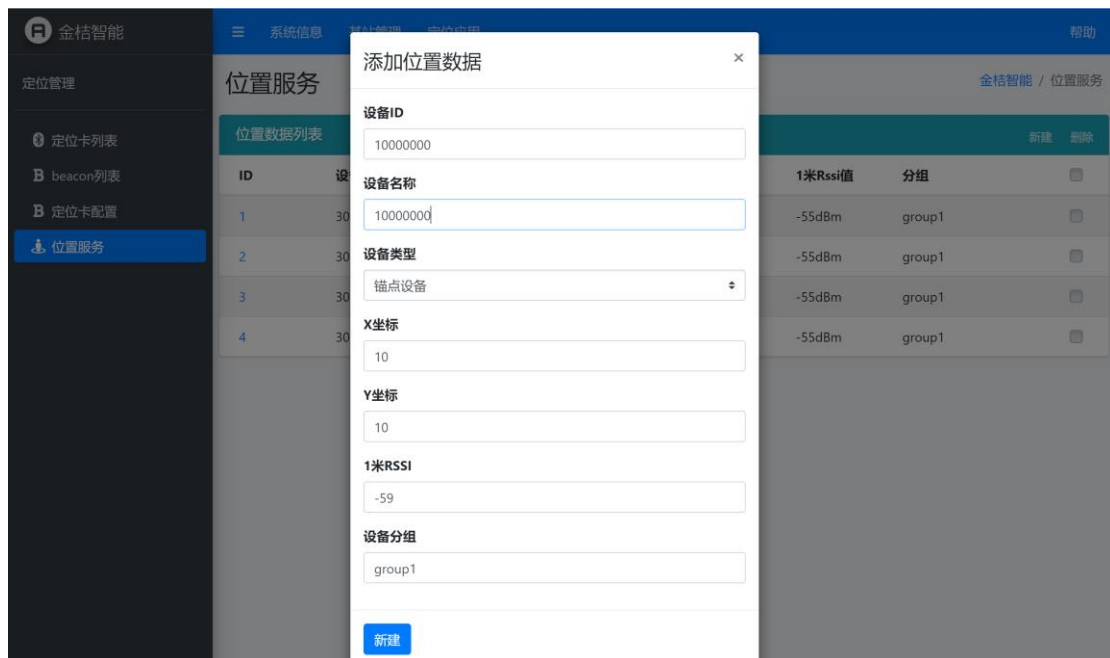 金桔智能
系统信息
帮助
定位管理
位置服务
金桔智能 / 位置服务
定位卡列表
beacon列表
定位卡配置
位置服务
位置数据列表
新建 删除
ID 1米Rssi值 分组
1 30 -55dBm group1
2 30 -55dBm group1
3 30 -55dBm group1
4 30 -55dBm group1
添加位置数据 ×
设备ID
10000000
设备名称
10000000
设备类型
锚点设备
X坐标
10
Y坐标
10
1米RSSI
-59
设备分组
group1
新建